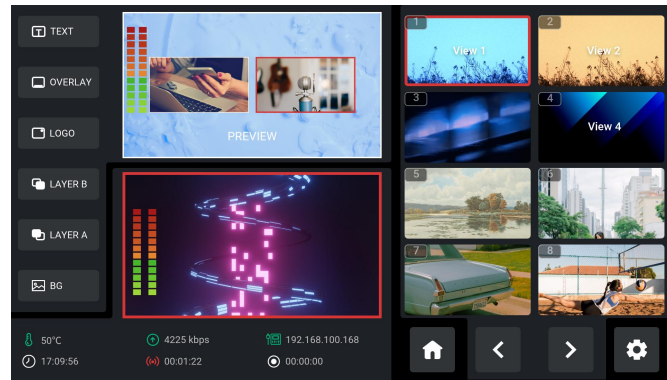 TEXT
OVERLAY
LOGO
LAYER B
LAYER A
BG
PREVIEW
1
View 1
2
View 2
3
4
View 4
5
6
7
8
50°C
4225 kbps
192.168.100.168
17:09:56
00:01:22
00:00:00